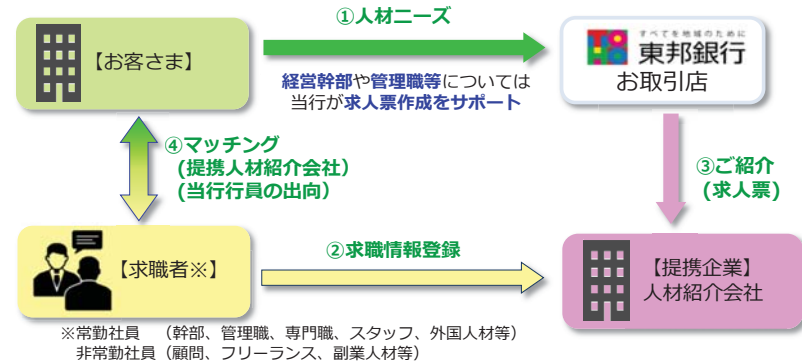 ①人材ニーズ
【お客さま】
すべてを地域のために
東邦銀行
お取引店
経営幹部や管理職等については
当行が求人票作成をサポート
④マッチング
(提携人材紹介会社)
(当行行員の出向)
③ご紹介
(求人票)
②求職情報登録
【求職者※】
【提携企業】
人材紹介会社
※常勤社員　（幹部、管理職、専門職、スタッフ、外国人材等）
非常勤社員（顧問、フリーランス、副業人材等）